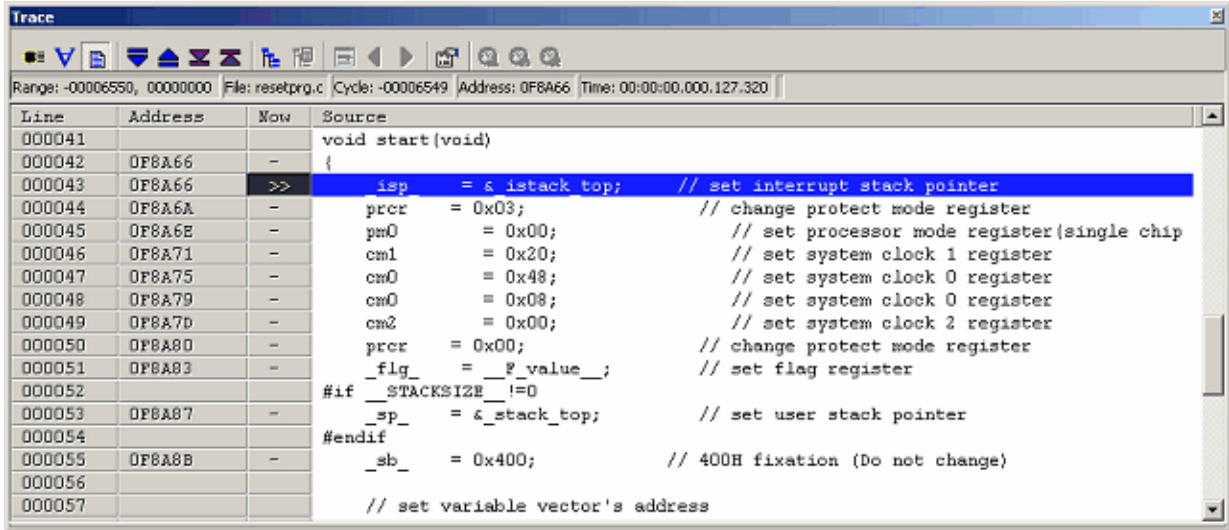 Trace
Range: -00006550, 00000000 File: resetprg.c Cycle: -00006549 Address: 0F8A66 Time: 00:00:00.000.127.320
Line Address Now Source
000041 void start(void)
000042 0F8A66 - {
000043 0F8A66 >> _isp_ = &_istack_top; // set interrupt stack pointer
000044 0F8A6A - prcr = 0x03; // change protect mode register
000045 0F8A6E - pm0 = 0x00; // set processor mode register(single chip
000046 0F8A71 - cm1 = 0x20; // set system clock 1 register
000047 0F8A75 - cm0 = 0x48; // set system clock 0 register
000048 0F8A79 - cm0 = 0x08; // set system clock 0 register
000049 0F8A7D - cm2 = 0x00; // set system clock 2 register
000050 0F8A80 - prcr = 0x00; // change protect mode register
000051 0F8A83 - _flg_ = __F_value__; // set flag register
000052 #if __STACKSIZE__!=0
000053 0F8A87 - _sp_ = &_stack_top; // set user stack pointer
000054 #endif
000055 0F8A8B - _sb_ = 0x400; // 400H fixation (Do not change)
000056
000057 // set variable vector's address